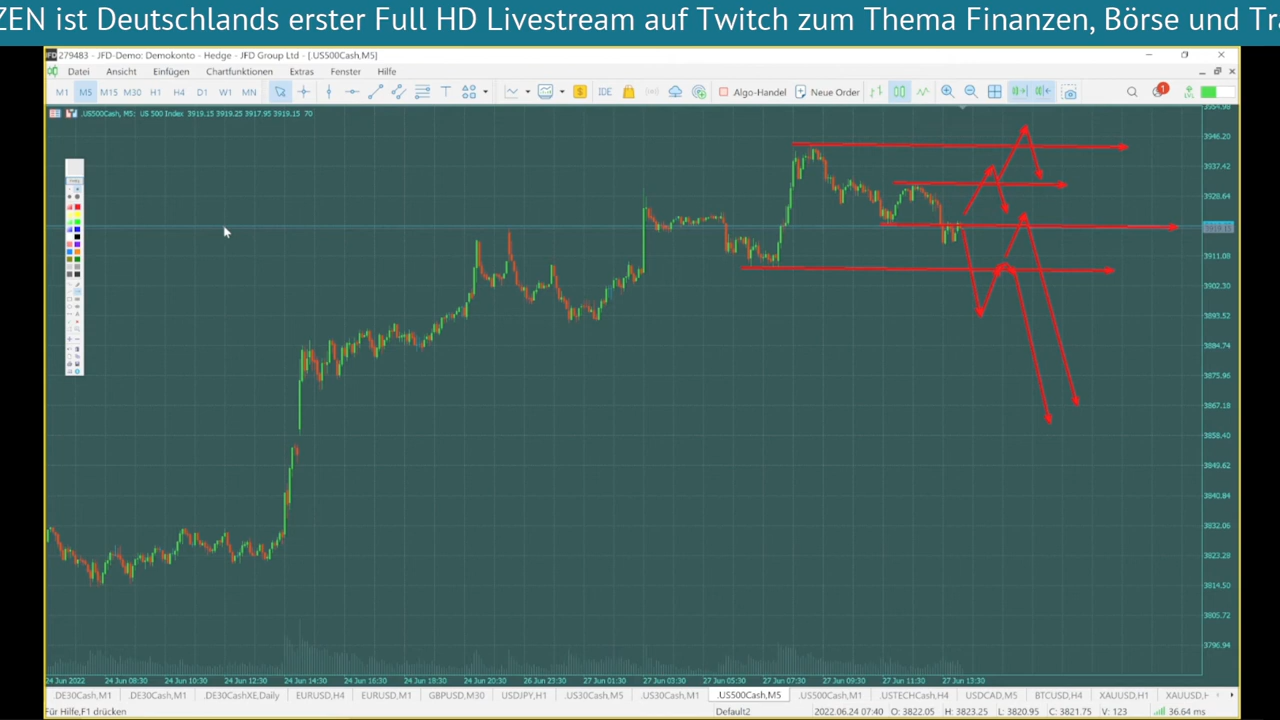 ZEN ist Deutschlands erster Full HD Livestream auf Twitch zum Thema Finanzen, Börse und Tra
279483 - JFD-Demo: Demokonto - Hedge - JFD Group Ltd - [.US500Cash,M5]
Datei Ansicht Einfügen Chartfunktionen Extras Fenster Hilfe
M1 M5 M15 M30 H1 H4 D1 W1 MN IDE Algo-Handel Neue Order 1
.US500Cash, M5: US 500 Index 3919.15 3919.25 3917.95 3919.15 70
3954.98
3946.20
3937.42
3928.64
3919.15
3911.08
3902.30
3893.52
3884.74
3875.96
3867.18
3858.40
3849.62
3840.84
3832.06
3823.28
3814.50
3805.72
3796.94
24 Jun 2022 24 Jun 08:30 24 Jun 10:30 24 Jun 12:30 24 Jun 14:30 24 Jun 16:30 24 Jun 18:30 24 Jun 20:30 26 Jun 23:30 27 Jun 01:30 27 Jun 03:30 27 Jun 05:30 27 Jun 07:30 27 Jun 09:30 27 Jun 11:30 27 Jun 13:30
.DE30Cash,M1 .DE30Cash,M1 .DE30CashXE,Daily EURUSD,H4 EURUSD,M1 GBPUSD,M30 USDJPY,H1 .US30Cash,M5 .US30Cash,M1 .US500Cash,M5 .US500Cash,M1 .USTECHCash,H4 USDCAD,M5 BTCUSD,H4 XAUUSD,H1 XAUUSD,H
Für Hilfe,F1 drücken Default2 2022.06.24 07:40 O: 3822.05 H: 3823.25 L: 3820.95 C: 3821.75 V: 123 36.64 ms